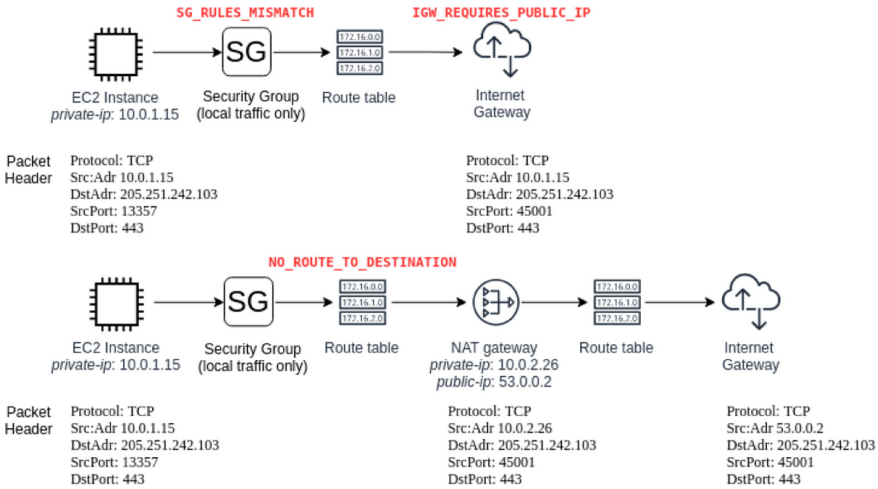 SG_RULES_MISMATCH IGW_REQUIRES_PUBLIC_IP
SG
172.16.0.0
172.16.1.0
172.16.2.0
EC2 Instance
private-ip: 10.0.1.15
Security Group
(local traffic only)
Route table
Internet
Gateway
Packet
Header
Protocol: TCP
Src:Adr 10.0.1.15
DstAdr: 205.251.242.103
SrcPort: 13357
DstPort: 443
Protocol: TCP
Src:Adr 10.0.1.15
DstAdr: 205.251.242.103
SrcPort: 45001
DstPort: 443
NO_ROUTE_TO_DESTINATION
SG
172.16.0.0
172.16.1.0
172.16.2.0
172.16.0.0
172.16.1.0
172.16.2.0
EC2 Instance
private-ip: 10.0.1.15
Security Group
(local traffic only)
Route table
NAT gateway
private-ip: 10.0.2.26
public-ip: 53.0.0.2
Route table
Internet
Gateway
Packet
Header
Protocol: TCP
Src:Adr 10.0.1.15
DstAdr: 205.251.242.103
SrcPort: 13357
DstPort: 443
Protocol: TCP
Src:Adr 10.0.2.26
DstAdr: 205.251.242.103
SrcPort: 45001
DstPort: 443
Protocol: TCP
Src:Adr 53.0.0.2
DstAdr: 205.251.242.103
SrcPort: 45001
DstPort: 443